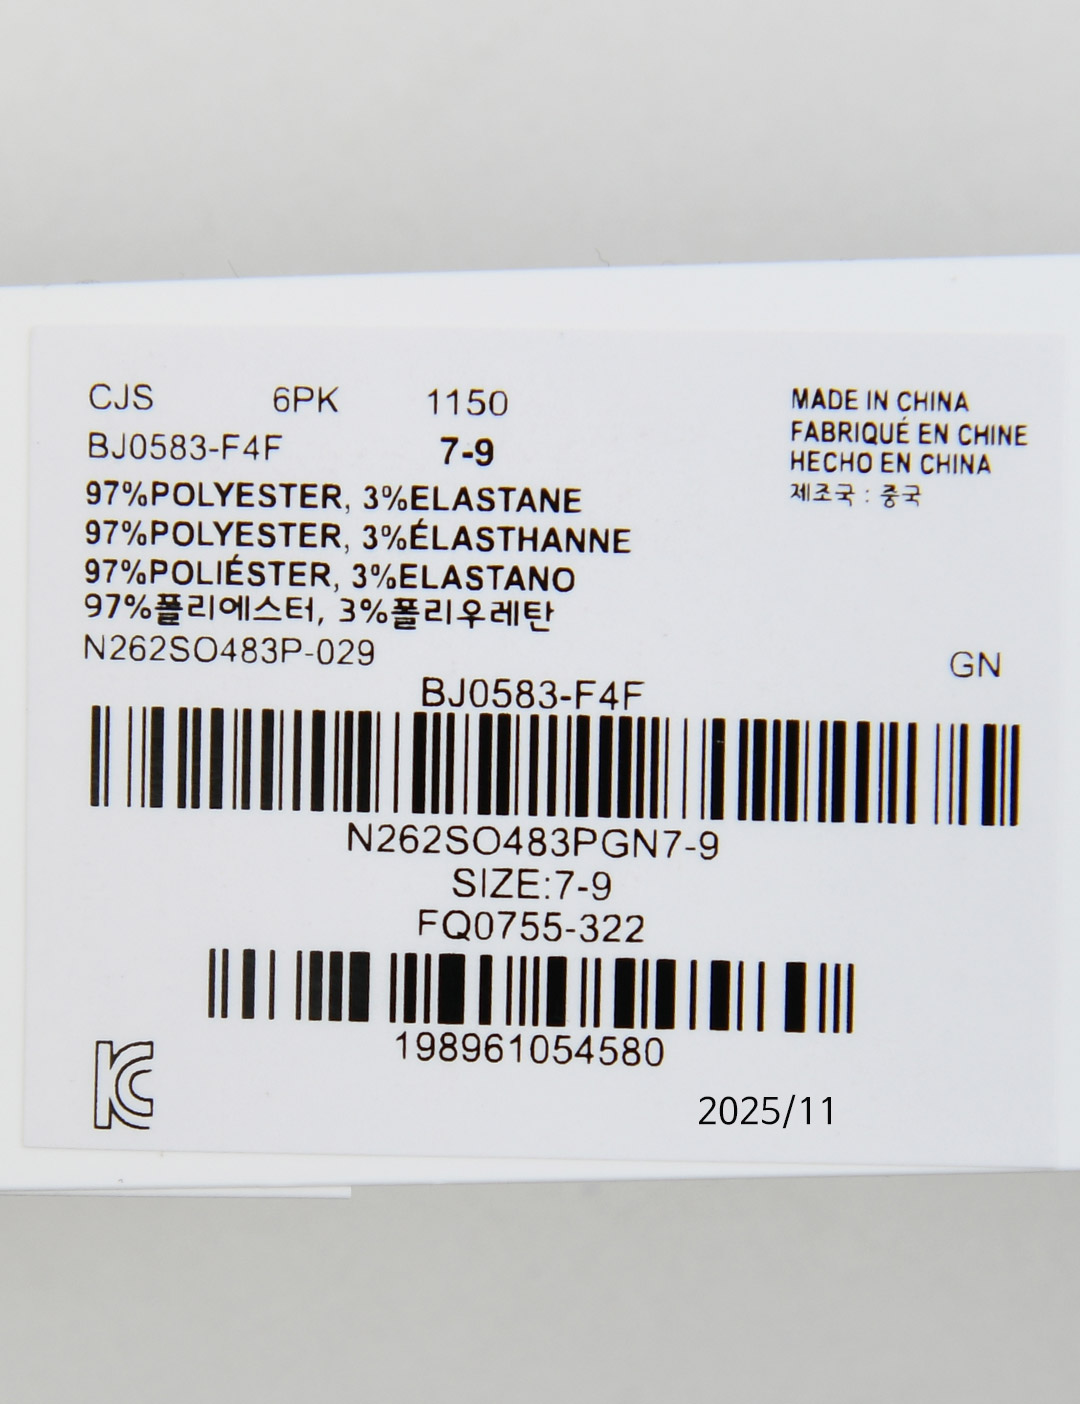 CJS 6PK 1150
BJ0583-F4F 7-9
97%POLYESTER, 3%ELASTANE
97%POLYESTER, 3%ÉLASTHANNE
97%POLIÉSTER, 3%ELASTANO
97%폴리에스터, 3%폴리우레탄
N262SO483P-029
MADE IN CHINA
FABRIQUÉ EN CHINE
HECHO EN CHINA
제조국 : 중국
GN
BJ0583-F4F
N262SO483PGN7-9
SIZE:7-9
FQ0755-322
198961054580
KC
2025/11